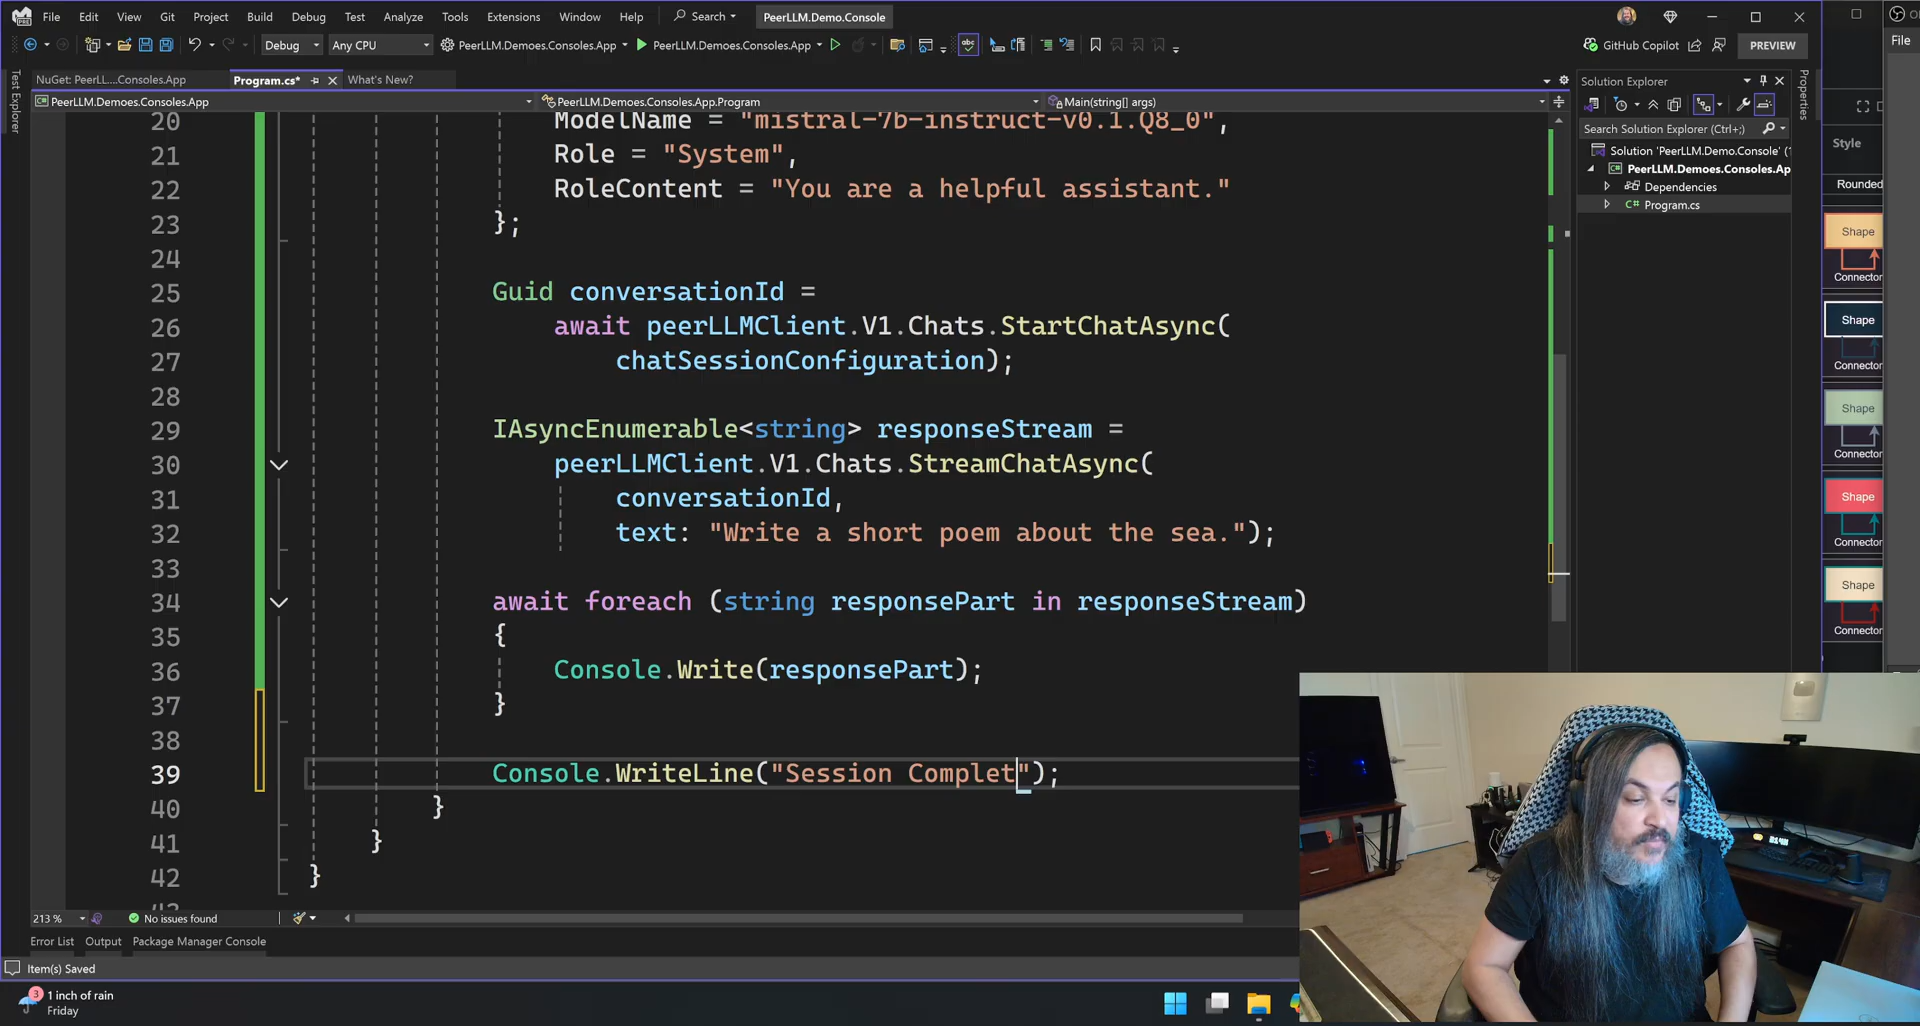 File Edit View Git Project Build Debug Test Analyze Tools Extensions Window Help Search PeerLLM.Demo.Console
Debug Any CPU PeerLLM.Demoes.Consoles.App PeerLLM.Demoes.Consoles.App GitHub Copilot PREVIEW
File
NuGet: PeerLL....Consoles.App Program.cs* What's New?
PeerLLM.Demoes.Consoles.App PeerLLM.Demoes.Consoles.App.Program Main(string[] args)
Test Explorer
Solution Explorer
Properties
Search Solution Explorer (Ctrl+;)
Solution 'PeerLLM.Demo.Console' (
PeerLLM.Demoes.Consoles.Ap
Dependencies
C# Program.cs
Style
Rounded
Shape
Connector
Shape
Connector
Shape
Connector
Shape
Connector
Shape
Connector
20 ModelName = "mistral-7b-instruct-v0.1.Q8_0",
21 Role = "System",
22 RoleContent = "You are a helpful assistant."
23 };
24
25 Guid conversationId =
26 await peerLLMClient.V1.Chats.StartChatAsync(
27 chatSessionConfiguration);
28
29 IAsyncEnumerable<string> responseStream =
30 peerLLMClient.V1.Chats.StreamChatAsync(
31 conversationId,
32 text: "Write a short poem about the sea.");
33
34 await foreach (string responsePart in responseStream)
35 {
36 Console.Write(responsePart);
37 }
38
39 Console.WriteLine("Session Complet");
40 }
41 }
42 }
213 % No issues found
Error List Output Package Manager Console
Item(s) Saved
3 1 inch of rain
Friday